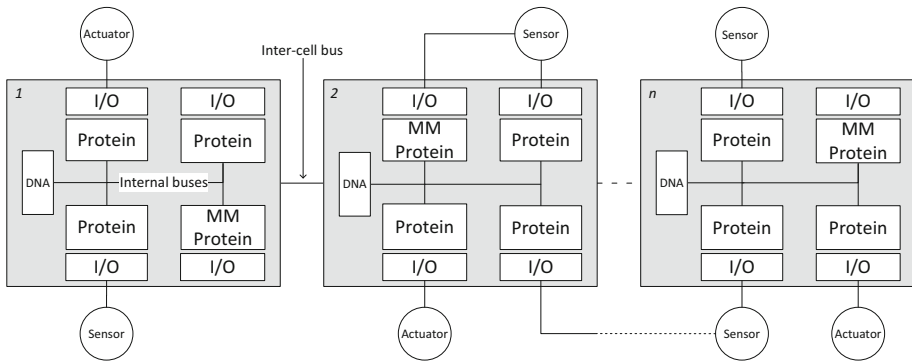 Actuator
Inter-cell bus
Sensor
Sensor
1
I/O
I/O
2
I/O
I/O
n
I/O
I/O
Protein
Protein
MM
Protein
Protein
Protein
MM
Protein
DNA
Internal buses
DNA
DNA
Protein
MM
Protein
Protein
Protein
Protein
Protein
I/O
I/O
I/O
I/O
I/O
I/O
Sensor
Actuator
Sensor
Actuator